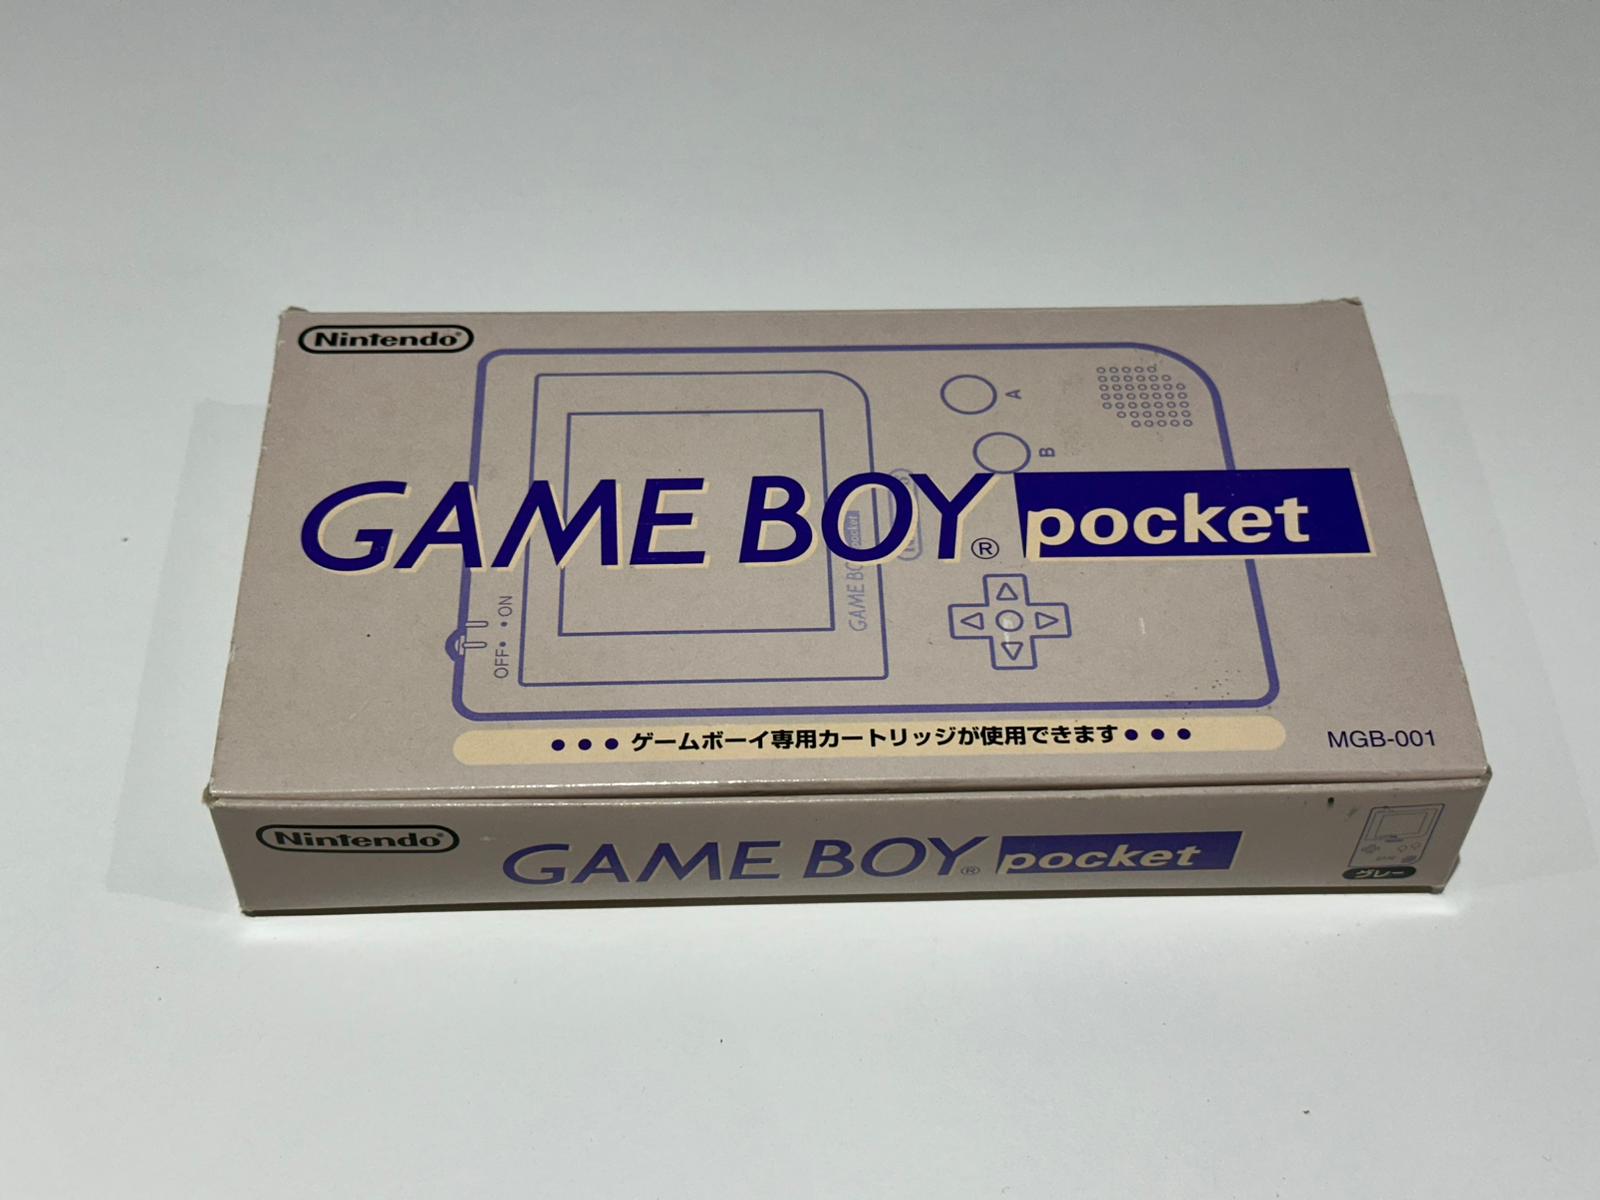 Nintendo®
A
B
GAME BOY® pocket
GAME BOY pocket
OFF• •ON
•••ゲームボーイ専用カートリッジが使用できます•••
MGB-001
Nintendo®
GAME BOY® pocket
グレー